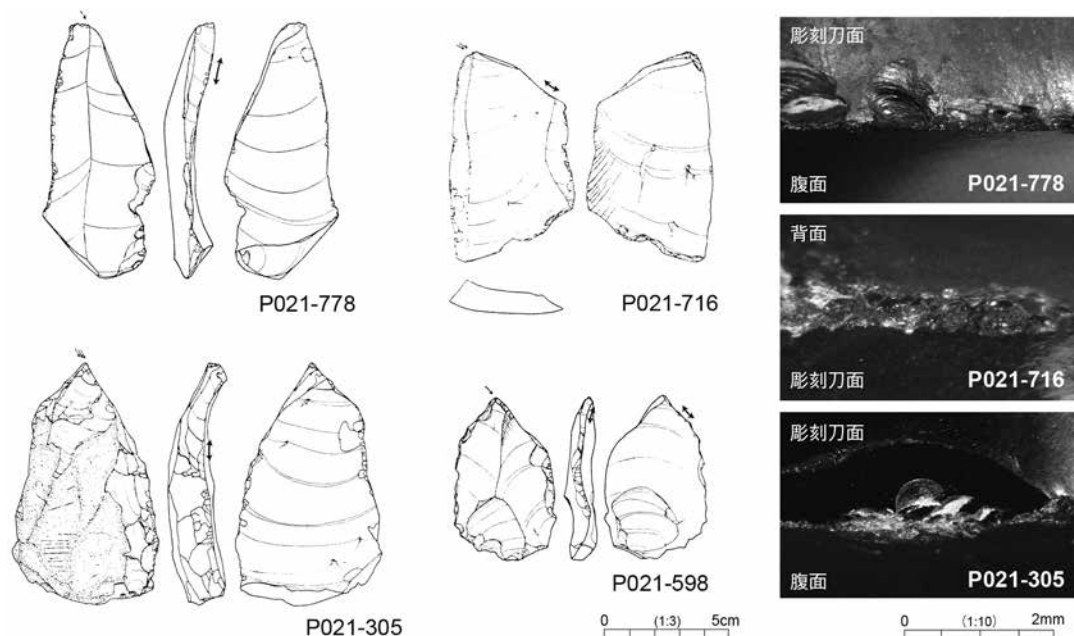 P021-778
P021-716
P021-305
P021-598
0 (1:3) 5cm
彫刻刀面
腹面
P021-778
背面
彫刻刀面
P021-716
彫刻刀面
腹面
P021-305
0 (1:10) 2mm